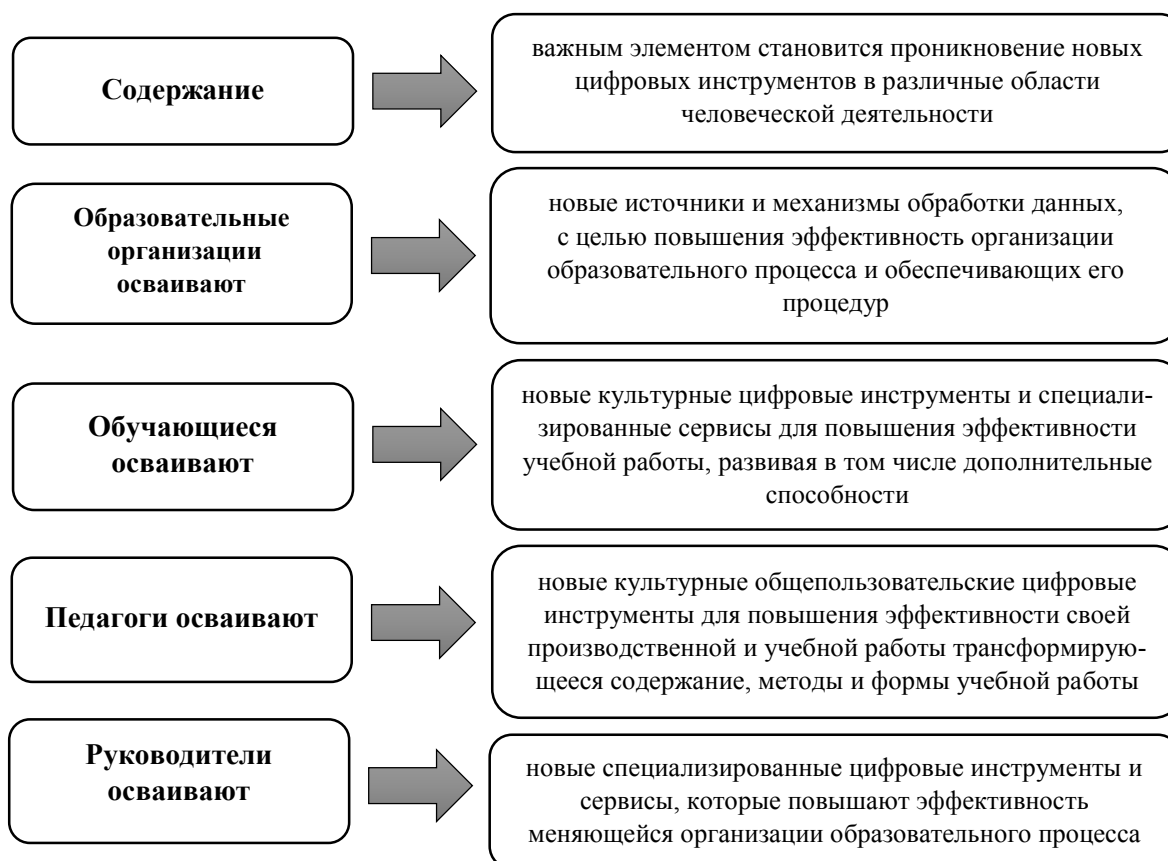 Содержание
важным элементом становится проникновение новых
цифровых инструментов в различные области
человеческой деятельности
Образовательные
организации
осваивают
новые источники и механизмы обработки данных,
с целью повышения эффективность организации
образовательного процесса и обеспечивающих его
процедур
Обучающиеся
осваивают
новые культурные цифровые инструменты и специали-
зированные сервисы для повышения эффективности
учебной работы, развивая в том числе дополнительные
способности
Педагоги осваивают
новые культурные общепользовательские цифровые
инструменты для повышения эффективности своей
производственной и учебной работы трансформирую-
щееся содержание, методы и формы учебной работы
Руководители
осваивают
новые специализированные цифровые инструменты и
сервисы, которые повышают эффективность
меняющейся организации образовательного процесса